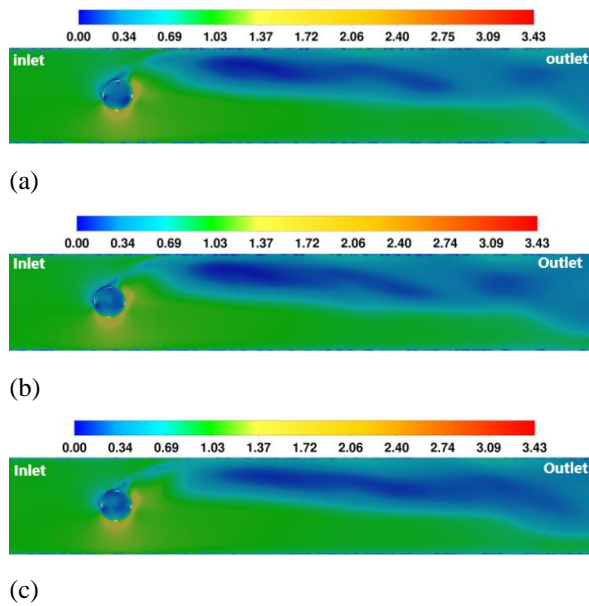 0.00 0.34 0.69 1.03 1.37 1.72 2.06 2.40 2.75 3.09 3.43
inlet outlet
(a)
0.00 0.34 0.69 1.03 1.37 1.72 2.06 2.40 2.74 3.09 3.43
Inlet Outlet
(b)
0.00 0.34 0.69 1.03 1.37 1.72 2.06 2.40 3.09 3.43
Inlet Outlet
(c)